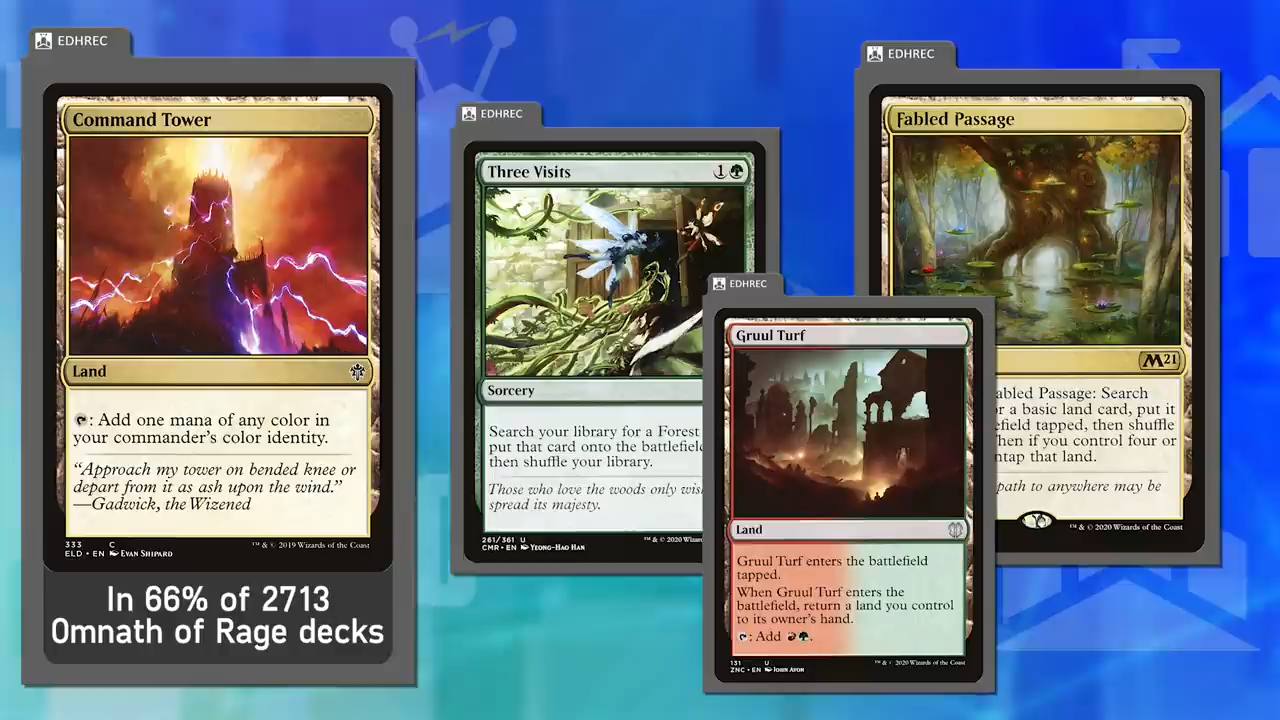 EDHREC
Command Tower
Land
: Add one mana of any color in
your commander's color identity.
"Approach my tower on bended knee or
depart from it as ash upon the wind."
—Gadwick, the Wizened
333 C
ELD • EN Evan Shipard
™ & © 2019 Wizards of the Coast
In 66% of 2713
Omnath of Rage decks
EDHREC
Three Visits
1
Sorcery
Search your library for a Forest
put that card onto the battlefield
then shuffle your library.
Those who love the woods only
spread its majesty.
261/361 U
CMR • EN Yeong-Hao Han
™ & © 2020 Wizards
EDHREC
Gruul Turf
Land
Gruul Turf enters the battlefield
tapped.
When Gruul Turf enters the
battlefield, return a land you control
to its owner's hand.
: Add .
131 U
ZNC • EN John Avon
™ & © 2020 Wizards of the Coast
EDHREC
Fabled Passage
M21
abled Passage: Search
a basic land card, put it
efield tapped, then shuffle
hen if you control four or
ntap that land.
path to anywhere may be
™ & © 2020 Wizards of the Coast